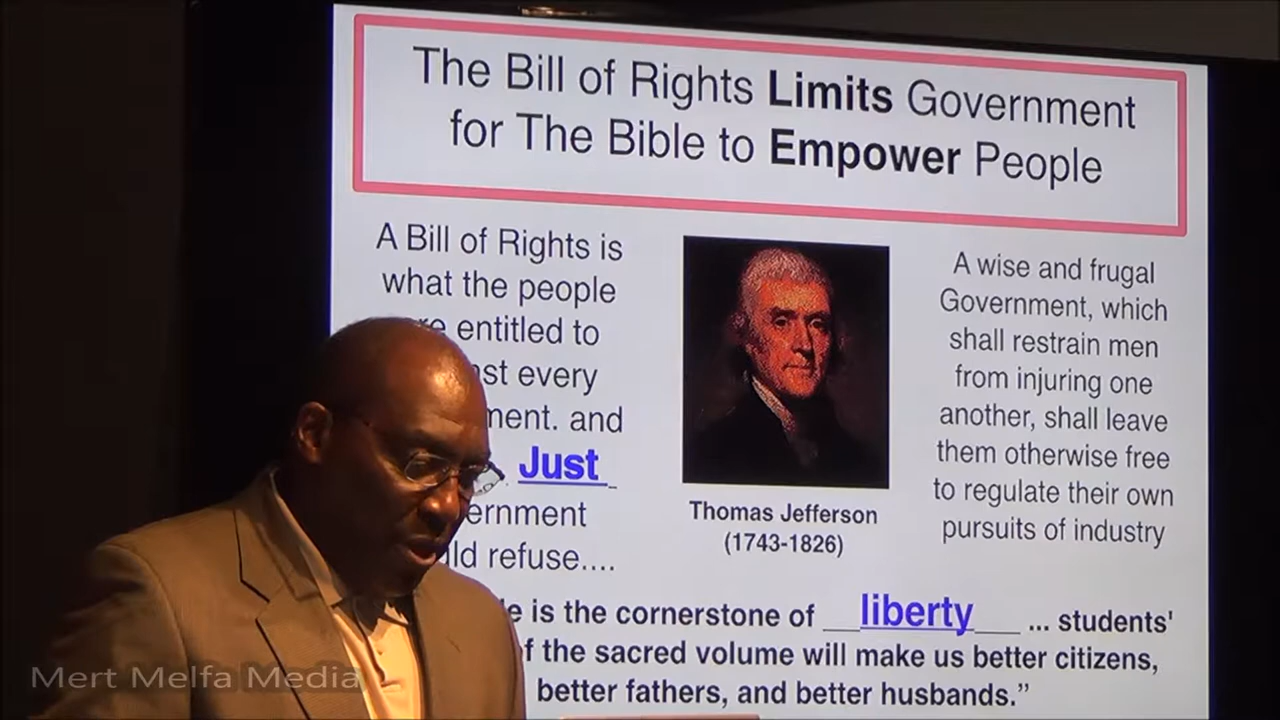 The Bill of Rights Limits Government
for The Bible to Empower People
A Bill of Rights is
what the people
entitled to
every
and
Just
refuse....
Thomas Jefferson
(1743-1826)
A wise and frugal
Government, which
shall restrain men
from injuring one
another, shall leave
them otherwise free
to regulate their own
pursuits of industry
is the cornerstone of __liberty__ ... students'
the sacred volume will make us better citizens,
better fathers, and better husbands.”
Mert Melfa Media